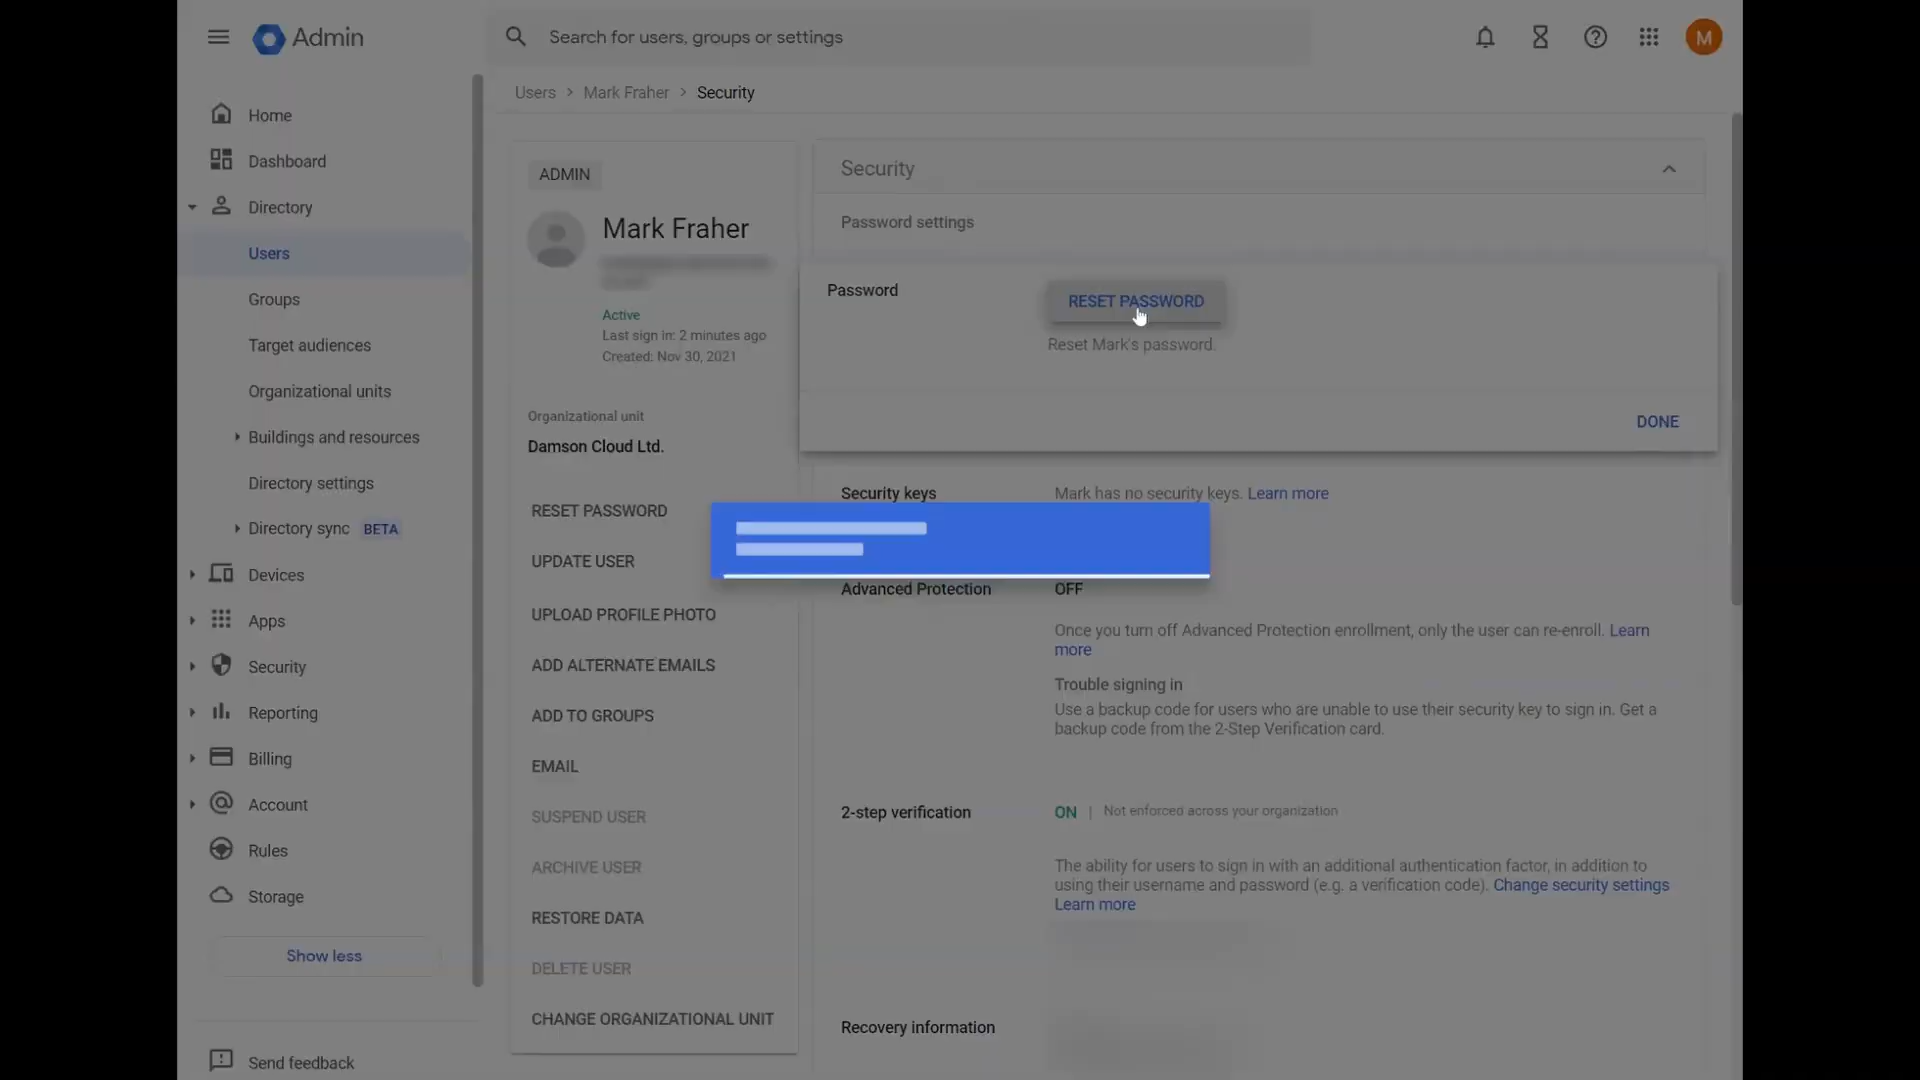 Admin
Search for users, groups or settings
M
Home
Dashboard
Directory
Users
Groups
Target audiences
Organizational units
Buildings and resources
Directory settings
Directory sync BETA
Devices
Apps
Security
Reporting
Billing
Account
Rules
Storage
Show less
Send feedback
Users > Mark Fraher > Security
ADMIN
Mark Fraher
Active
Last sign in: 2 minutes ago
Created: Nov 30, 2021
Organizational unit
Damson Cloud Ltd.
RESET PASSWORD
UPDATE USER
UPLOAD PROFILE PHOTO
ADD ALTERNATE EMAILS
ADD TO GROUPS
EMAIL
SUSPEND USER
ARCHIVE USER
RESTORE DATA
DELETE USER
CHANGE ORGANIZATIONAL UNIT
Security
Password settings
Password
RESET PASSWORD
Reset Mark's password.
DONE
Security keys
Mark has no security keys. Learn more
Advanced Protection
OFF
Once you turn off Advanced Protection enrollment, only the user can re-enroll. Learn
more
Trouble signing in
Use a backup code for users who are unable to use their security key to sign in. Get a
backup code from the 2-Step Verification card.
2-step verification
ON | Not enforced across your organization
The ability for users to sign in with an additional authentication factor, in addition to
using their username and password (e.g. a verification code). Change security settings
Learn more
Recovery information